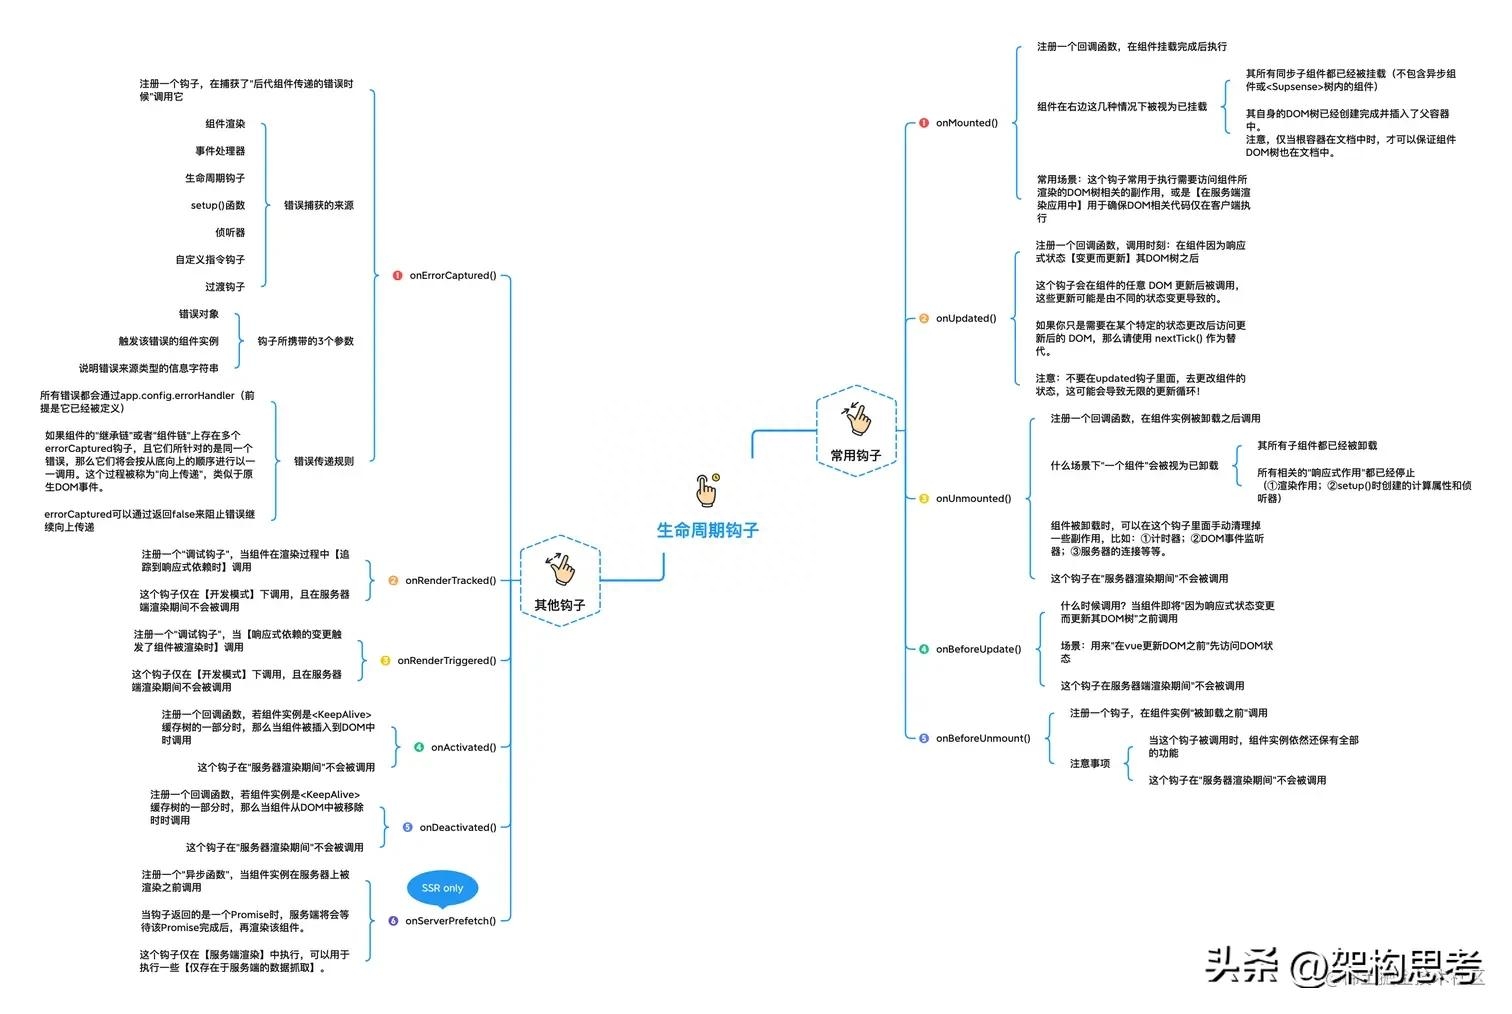 生命周期钩子
常用钩子
1 onMounted()
注册一个回调函数，在组件挂载完成后执行
组件在右边这几种情况下被视为已挂载
其所有同步子组件都已经被挂载（不包含异步组
件或<Supsense>树内的组件）
其自身的DOM树已经创建完成并插入了父容器
中。
注意，仅当根容器在文档中时，才可以保证组件
DOM树也在文档中。
常用场景：这个钩子常用于执行需要访问组件所
渲染的DOM树相关的副作用，或是【在服务端渲
染应用中】用于确保DOM相关代码仅在客户端执
行
2 onUpdated()
注册一个回调函数，调用时刻：在组件因为响应
式状态【变更而更新】其DOM树之后
这个钩子会在组件的任意 DOM 更新后被调用，
这些更新可能是由不同的状态变更导致的。
如果你只是需要在某个特定的状态更改后访问更
新后的 DOM，那么请使用 nextTick() 作为替
代。
注意：不要在updated钩子里面，去更改组件的
状态，这可能会导致无限的更新循环！
3 onUnmounted()
注册一个回调函数，在组件实例被卸载之后调用
什么场景下"一个组件"会被视为已卸载
其所有子组件都已经被卸载
所有相关的"响应式作用"都已经停止
（①渲染作用；②setup()时创建的计算属性和侦
听器）
组件被卸载时，可以在这个钩子里面手动清理掉
一些副作用，比如：①计时器；②DOM事件监听
器；③服务器的连接等等。
这个钩子在"服务器渲染期间"不会被调用
4 onBeforeUpdate()
什么时候调用？当组件即将"因为响应式状态变更
而更新其DOM树"之前调用
场景：用来"在vue更新DOM之前"先访问DOM状
态
这个钩子在服务器端渲染期间"不会被调用
5 onBeforeUnmount()
注册一个钩子，在组件实例"被卸载之前"调用
注意事项
当这个钩子被调用时，组件实例依然还保有全部
的功能
这个钩子在"服务器渲染期间"不会被调用
其他钩子
1 onErrorCaptured()
注册一个钩子，在捕获了"后代组件传递的错误时
候"调用它
错误捕获的来源
组件渲染
事件处理器
生命周期钩子
setup()函数
侦听器
自定义指令钩子
过渡钩子
钩子所携带的3个参数
错误对象
触发该错误的组件实例
说明错误来源类型的信息字符串
错误传递规则
所有错误都会通过app.config.errorHandler（前
提是它已经被定义）
如果组件的"继承链"或者"组件链"上存在多个
errorCaptured钩子，且它们所针对的是同一个
错误，那么它们将会按从底向上的顺序进行以一
一调用。这个过程被称为"向上传递"，类似于原
生DOM事件。
errorCaptured可以通过返回false来阻止错误继
续向上传递
2 onRenderTracked()
注册一个"调试钩子"，当组件在渲染过程中【追
踪到响应式依赖时】调用
这个钩子仅在【开发模式】下调用，且在服务器
端渲染期间不会被调用
3 onRenderTriggered()
注册一个"调试钩子"，当【响应式依赖的变更触
发了组件被渲染时】调用
这个钩子仅在【开发模式】下调用，且在服务器
端渲染期间不会被调用
4 onActivated()
注册一个回调函数，若组件实例是<KeepAlive>
缓存树的一部分时，那么当组件被插入到DOM中
时调用
这个钩子在"服务器渲染期间"不会被调用
5 onDeactivated()
注册一个回调函数，若组件实例是<KeepAlive>
缓存树的一部分时，那么当组件从DOM中被移除
时时调用
这个钩子在"服务器渲染期间"不会被调用
SSR only
6 onServerPrefetch()
注册一个"异步函数"，当组件实例在服务器上被
渲染之前调用
当钩子返回的是一个Promise时，服务端将会等
待该Promise完成后，再渲染该组件。
这个钩子仅在【服务端渲染】中执行，可以用于
执行一些【仅存在于服务端的数据抓取】。
头条 @架构思考
@稀土掘金技术社区